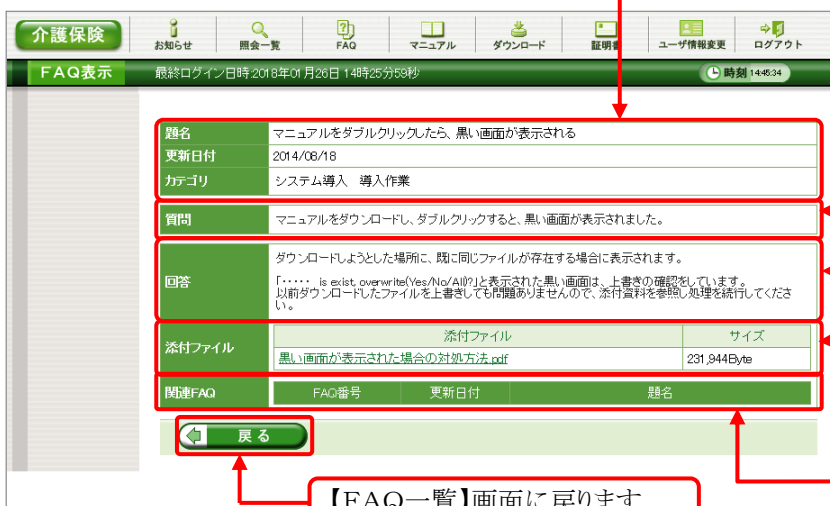 介護保険
お知らせ 照会一覧 FAQ マニュアル ダウンロード 証明書 ユーザ情報変更 ログアウト
FAQ表示 最終ログイン日時:2018年01月26日 14時25分59秒 時刻 14:45:34
題名 マニュアルをダブルクリックしたら、黒い画面が表示される
更新日付 2014/08/18
カテゴリ システム導入 導入作業
質問 マニュアルをダウンロードし、ダブルクリックすると、黒い画面が表示されました。
ダウンロードしようとした場所に、既に同じファイルが存在する場合に表示されます。
回答 「・・・・・ is exist, overwrite(Yes/No/All)?」と表示された黒い画面は、上書きの確認をしています。
以前ダウンロードしたファイルを上書きしても問題ありませんので、添付資料を参照し処理を続行してくださ
い。
添付ファイル 添付ファイル サイズ
黒い画面が表示された場合の対処方法.pdf 231,944Byte
関連FAQ FAQ番号 更新日付 題名
戻る
【FAQ一覧】画面に戻ります